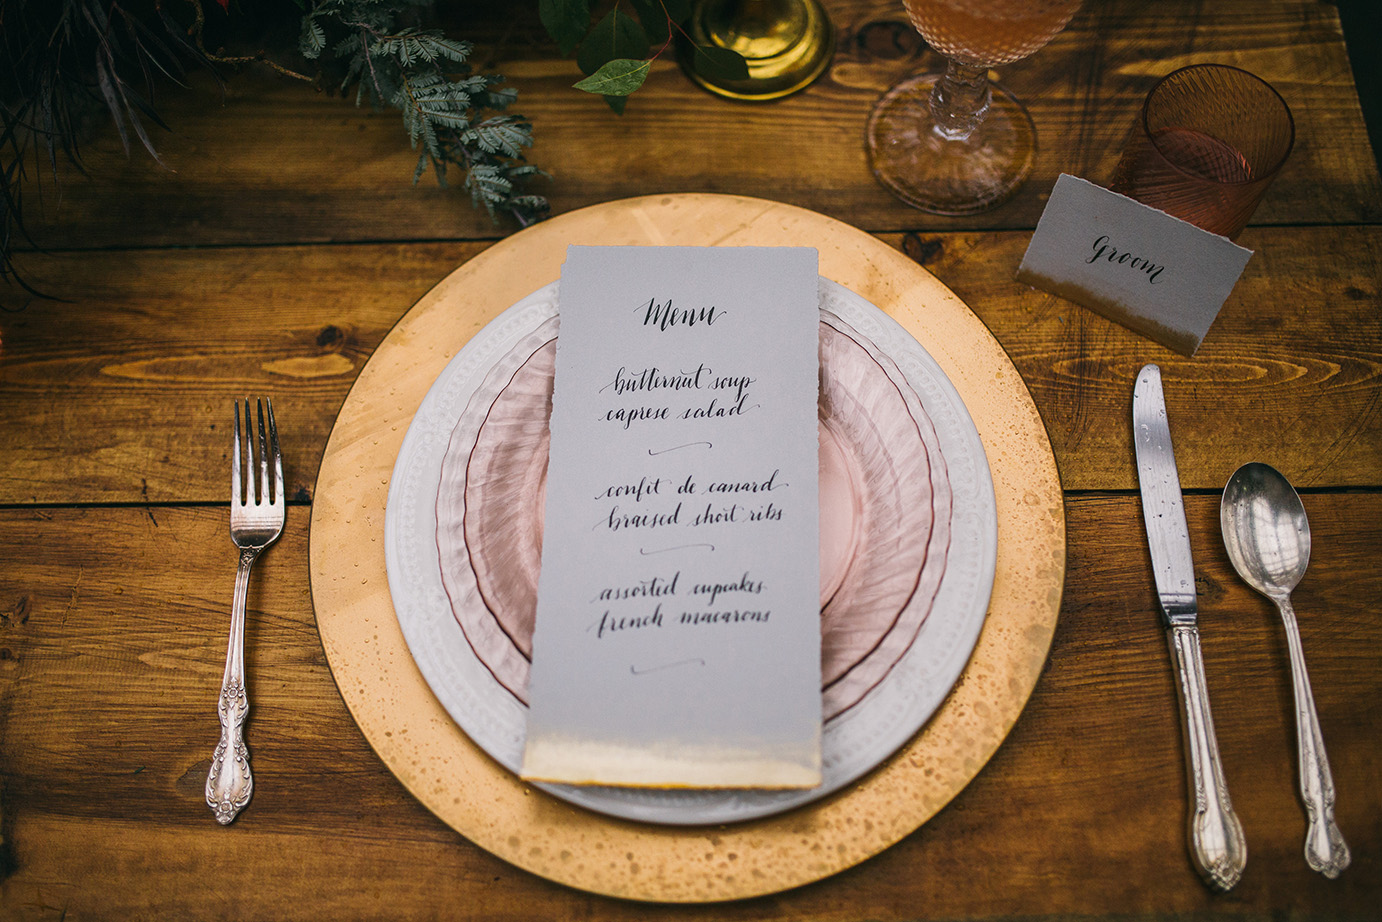 Menu
butternut soup
caprese salad
confit de canard
braised short ribs
assorted cupcakes
french macarons
Groom